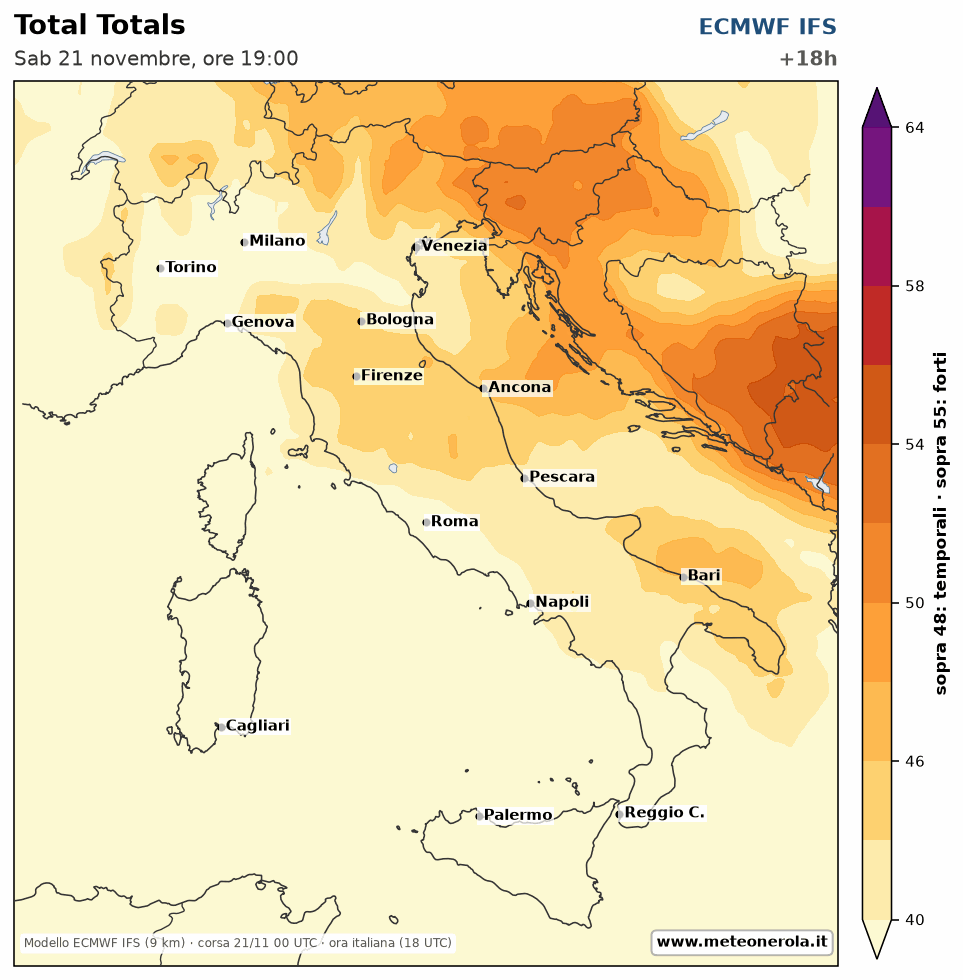 Total Totals
ECMWF IFS
Sab 21 novembre, ore 19:00
+18h
Milano
Venezia
Torino
Genova
Bologna
Firenze
Ancona
Pescara
Roma
Bari
Napoli
Cagliari
Palermo
Reggio C.
64
58
54
50
46
40
sopra 48: temporali · sopra 55: forti
Modello ECMWF IFS (9 km) · corsa 21/11 00 UTC · ora italiana (18 UTC)
www.meteonerola.it